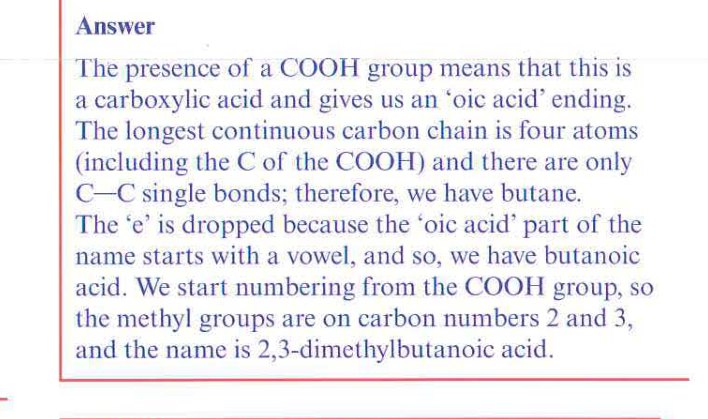 Answer
The presence of a COOH group means that this is
a carboxylic acid and gives us an ‘oic acid’ ending.
The longest continuous carbon chain is four atoms
(including the C of the COOH) and there are only
C—C single bonds; therefore, we have butane.
The ‘e’ is dropped because the ‘oic acid’ part of the
name starts with a vowel, and so, we have butanoic
acid. We start numbering from the COOH group, so
the methyl groups are on carbon numbers 2 and 3,
and the name is 2,3-dimethylbutanoic acid.